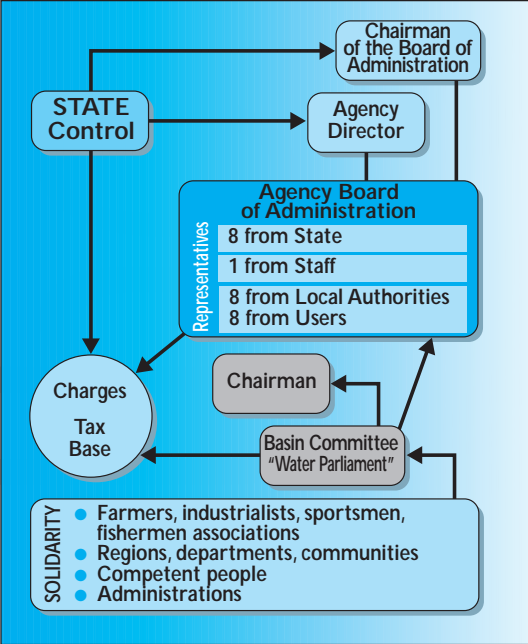 Chairman
of the Board of
Administration
STATE
Control
Agency
Director
Agency Board
of Administration
Representatives
8 from State
1 from Staff
8 from Local Authorities
8 from Users
Charges
Tax
Base
Chairman
Basin Committee
"Water Parliament"
SOLIDARITY
● Farmers, industrialists, sportsmen,
fishermen associations
● Regions, departments, communities
● Competent people
● Administrations